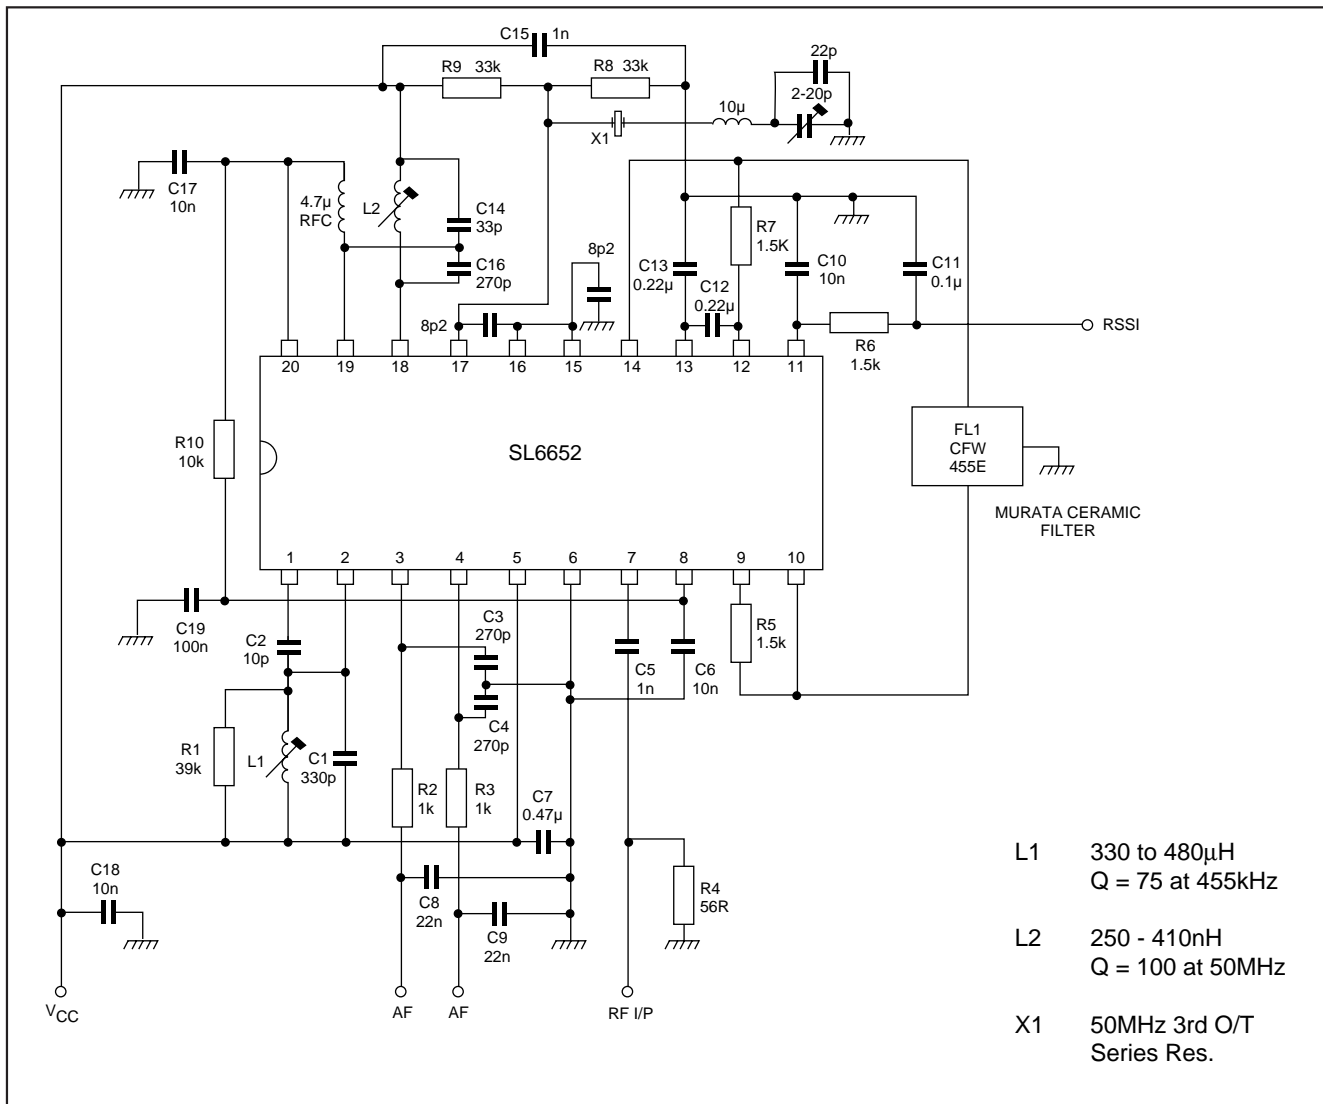 C15 1n
R9 33k
R8 33k
22p
2-20p
10µ
X1
C17
10n
4.7µ
RFC
L2
C14
33p
C16
270p
8p2
8p2
C13
0.22µ
C12
0.22µ
R7
1.5K
C10
10n
C11
0.1µ
RSSI
R6
1.5k
20 19 18 17 16 15 14 13 12 11
R10
10k
SL6652
FL1
CFW
455E
MURATA CERAMIC
FILTER
1 2 3 4 5 6 7 8 9 10
C19
100n
C2
10p
C3
270p
C4
270p
C5
1n
C6
10n
R5
1.5k
R1
39k
L1
C1
330p
R2
1k
R3
1k
C7
0.47µ
C18
10n
C8
22n
C9
22n
R4
56R
VCC
AF
AF
RF I/P
L1 330 to 480µH
Q = 75 at 455kHz
L2 250 - 410nH
Q = 100 at 50MHz
X1 50MHz 3rd O/T
Series Res.